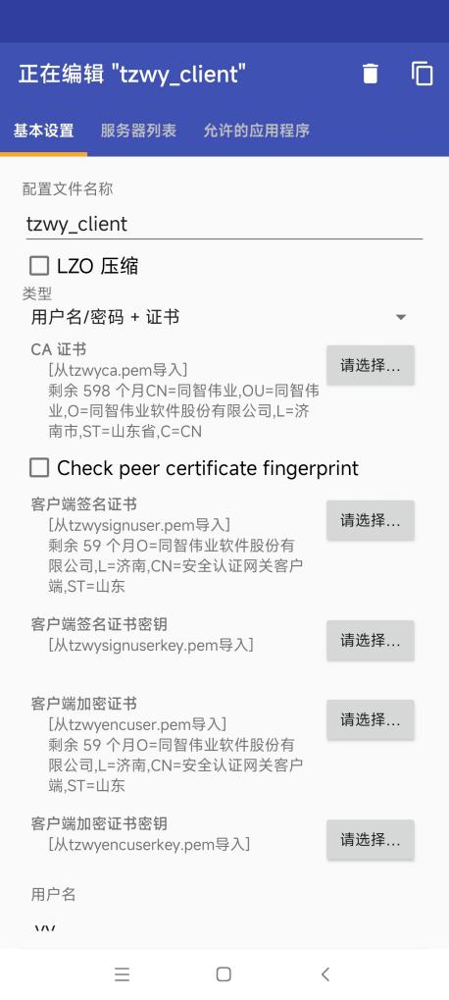 正在编辑 "tzwy_client"
基本设置 服务器列表 允许的应用程序
配置文件名称
tzwy_client
LZO 压缩
类型
用户名/密码 + 证书
CA 证书
[从tzwyca.pem导入]
剩余 598 个月CN=同智伟业,OU=同智伟
业,O=同智伟业软件股份有限公司,L=济
南市,ST=山东省,C=CN
请选择...
Check peer certificate fingerprint
客户端签名证书
[从tzwysignuser.pem导入]
剩余 59 个月O=同智伟业软件股份有
限公司,L=济南,CN=安全认证网关客户
端,ST=山东
请选择...
客户端签名证书密钥
[从tzwysignuserkey.pem导入]
请选择...
客户端加密证书
[从tzwyencuser.pem导入]
剩余 59 个月O=同智伟业软件股份有
限公司,L=济南,CN=安全认证网关客户
端,ST=山东
请选择...
客户端加密证书密钥
[从tzwyencuserkey.pem导入]
请选择...
用户名